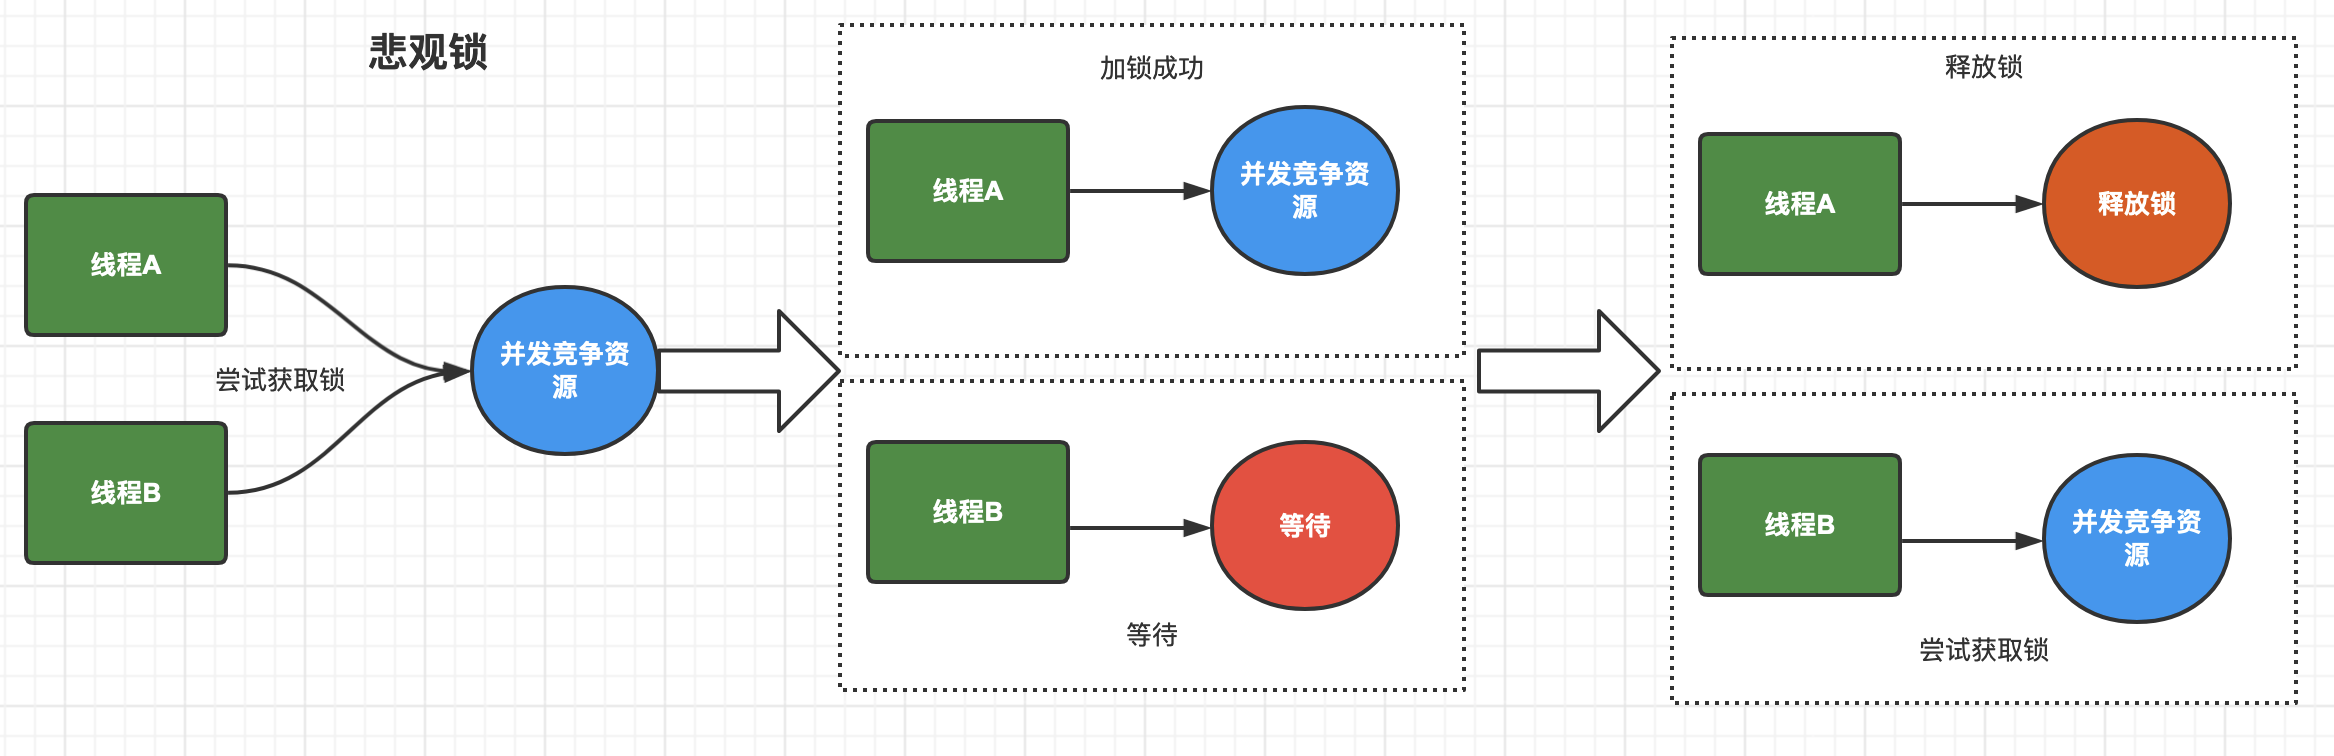 悲观锁
线程A
尝试获取锁
线程B
并发竞争资
源
加锁成功
线程A
并发竞争资
源
线程B
等待
等待
释放锁
线程A
释放锁
线程B
并发竞争资
源
尝试获取锁